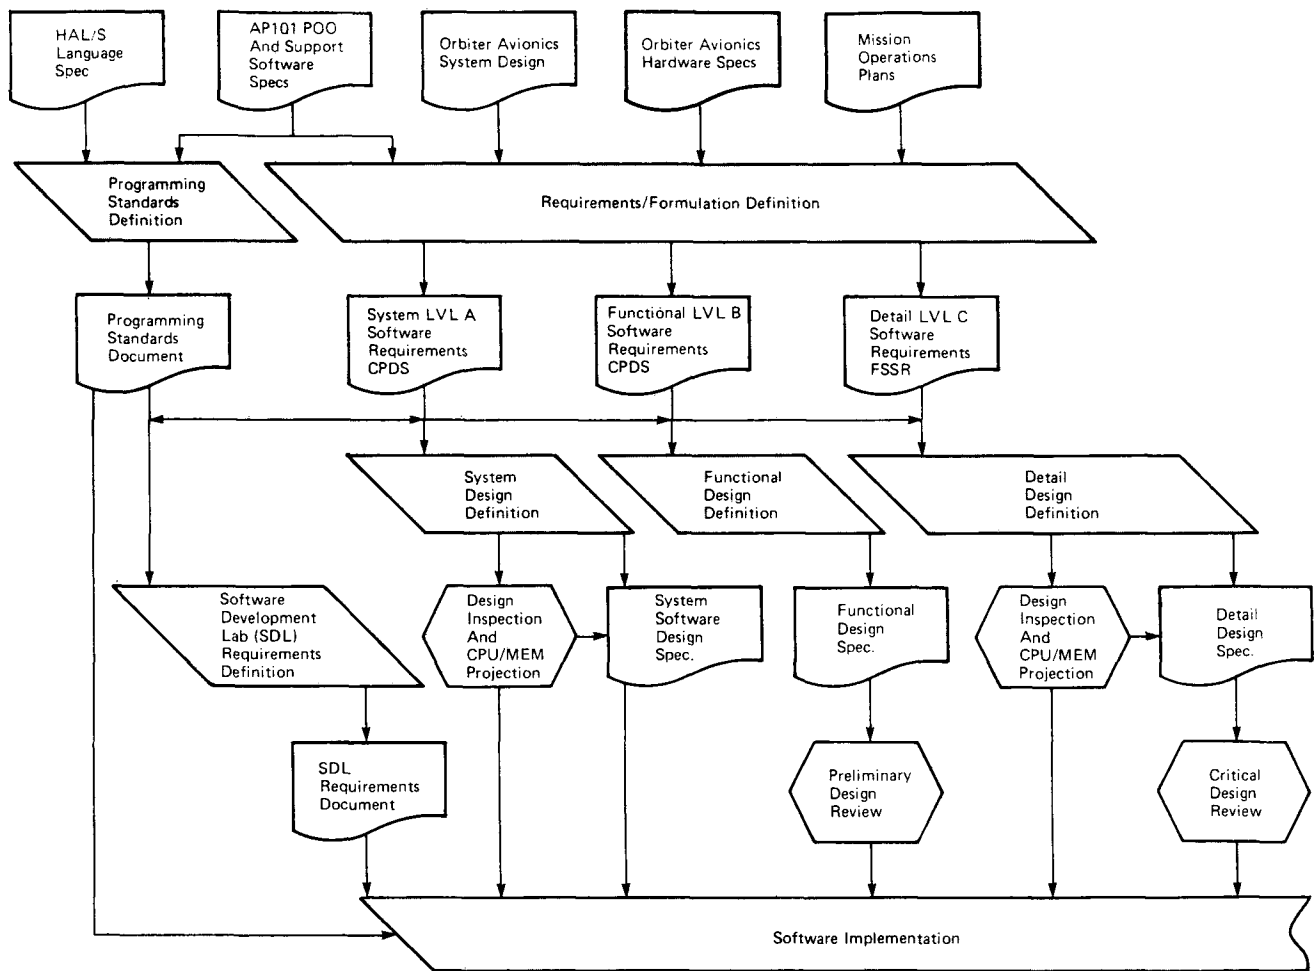 HAL/S
Language
Spec
AP101 POO
And Support
Software
Specs
Orbiter Avionics
System Design
Orbiter Avionics
Hardware Specs
Mission
Operations
Plans
Programming
Standards
Definition
Requirements/Formulation Definition
Programming
Standards
Document
System LVL A
Software
Requirements
CPDS
Functional LVL B
Software
Requirements
CPDS
Detail LVL C
Software
Requirements
FSSR
System
Design
Definition
Functional
Design
Definition
Detail
Design
Definition
Software
Development
Lab (SDL)
Requirements
Definition
Design
Inspection
And
CPU/MEM
Projection
System
Software
Design
Spec.
Functional
Design
Spec.
Design
Inspection
And
CPU/MEM
Projection
Detail
Design
Spec.
SDL
Requirements
Document
Preliminary
Design
Review
Critical
Design
Review
Software Implementation